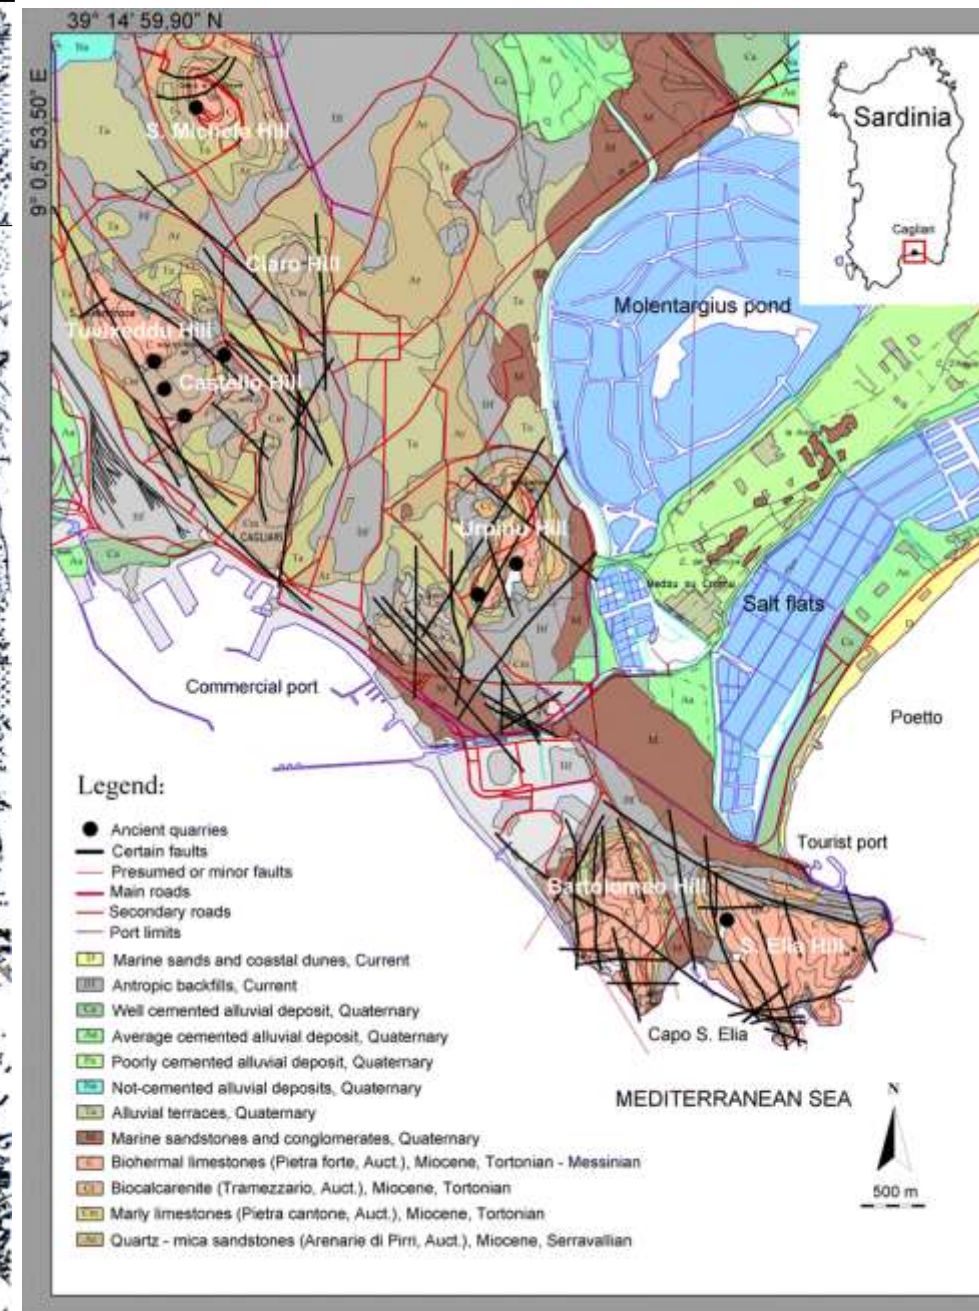 39° 14' 59,90" N
9° 0,5' 53,50" E
Sardinia
Cagliari
S. Michele Hill
Claro Hill
Tuvixeddu Hill
Castello Hill
Molentargius pond
Urpinu Hill
CAGLIARI
Salt flats
Commercial port
Poetto
Tourist port
Bartolomeo Hill
S. Elia Hill
Capo S. Elia
MEDITERRANEAN SEA
N
500 m
Legend:
Ancient quarries
Certain faults
Presumed or minor faults
Main roads
Secondary roads
Port limits
Marine sands and coastal dunes, Current
Antropic backfills, Current
Well cemented alluvial deposit, Quaternary
Average cemented alluvial deposit, Quaternary
Poorly cemented alluvial deposit, Quaternary
Not-cemented alluvial deposits, Quaternary
Alluvial terraces, Quaternary
Marine sandstones and conglomerates, Quaternary
Biohermal limestones (Pietra forte, Auct.), Miocene, Tortonian - Messinian
Biocalcarenite (Tramezzario, Auct.), Miocene, Tortonian
Marly limestones (Pietra cantone, Auct.), Miocene, Tortonian
Quartz - mica sandstones (Arenarie di Pirri, Auct.), Miocene, Serravallian